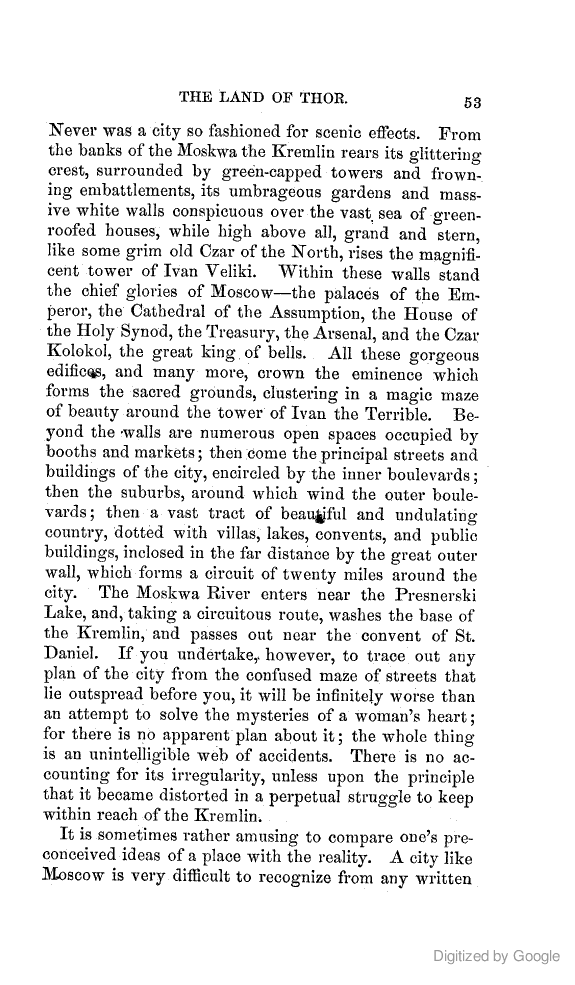 THE LAND OF THOR. 53
Never was a city so fashioned for scenic effects. From
the banks of the Moskwa the Kremlin rears its glittering
crest, surrounded by green-capped towers and frown-
ing embattlements, its umbrageous gardens and mass-
ive white walls conspicuous over the vast sea of green-
roofed houses, while high above all, grand and stern,
like some grim old Czar of the North, rises the magnifi-
cent tower of Ivan Veliki. Within these walls stand
the chief glories of Moscow—the palaces of the Em-
peror, the Cathedral of the Assumption, the House of
the Holy Synod, the Treasury, the Arsenal, and the Czar
Kolokol, the great king of bells. All these gorgeous
edifices, and many more, crown the eminence which
forms the sacred grounds, clustering in a magic maze
of beauty around the tower of Ivan the Terrible. Be-
yond the walls are numerous open spaces occupied by
booths and markets; then come the principal streets and
buildings of the city, encircled by the inner boulevards;
then the suburbs, around which wind the outer boule-
vards; then a vast tract of beautiful and undulating
country, dotted with villas, lakes, convents, and public
buildings, inclosed in the far distance by the great outer
wall, which forms a circuit of twenty miles around the
city. The Moskwa River enters near the Presnerski
Lake, and, taking a circuitous route, washes the base of
the Kremlin, and passes out near the convent of St.
Daniel. If you undertake, however, to trace out any
plan of the city from the confused maze of streets that
lie outspread before you, it will be infinitely worse than
an attempt to solve the mysteries of a woman's heart;
for there is no apparent plan about it; the whole thing
is an unintelligible web of accidents. There is no ac-
counting for its irregularity, unless upon the principle
that it became distorted in a perpetual struggle to keep
within reach of the Kremlin.
It is sometimes rather amusing to compare one's pre-
conceived ideas of a place with the reality. A city like
Moscow is very difficult to recognize from any written
Digitized by Google